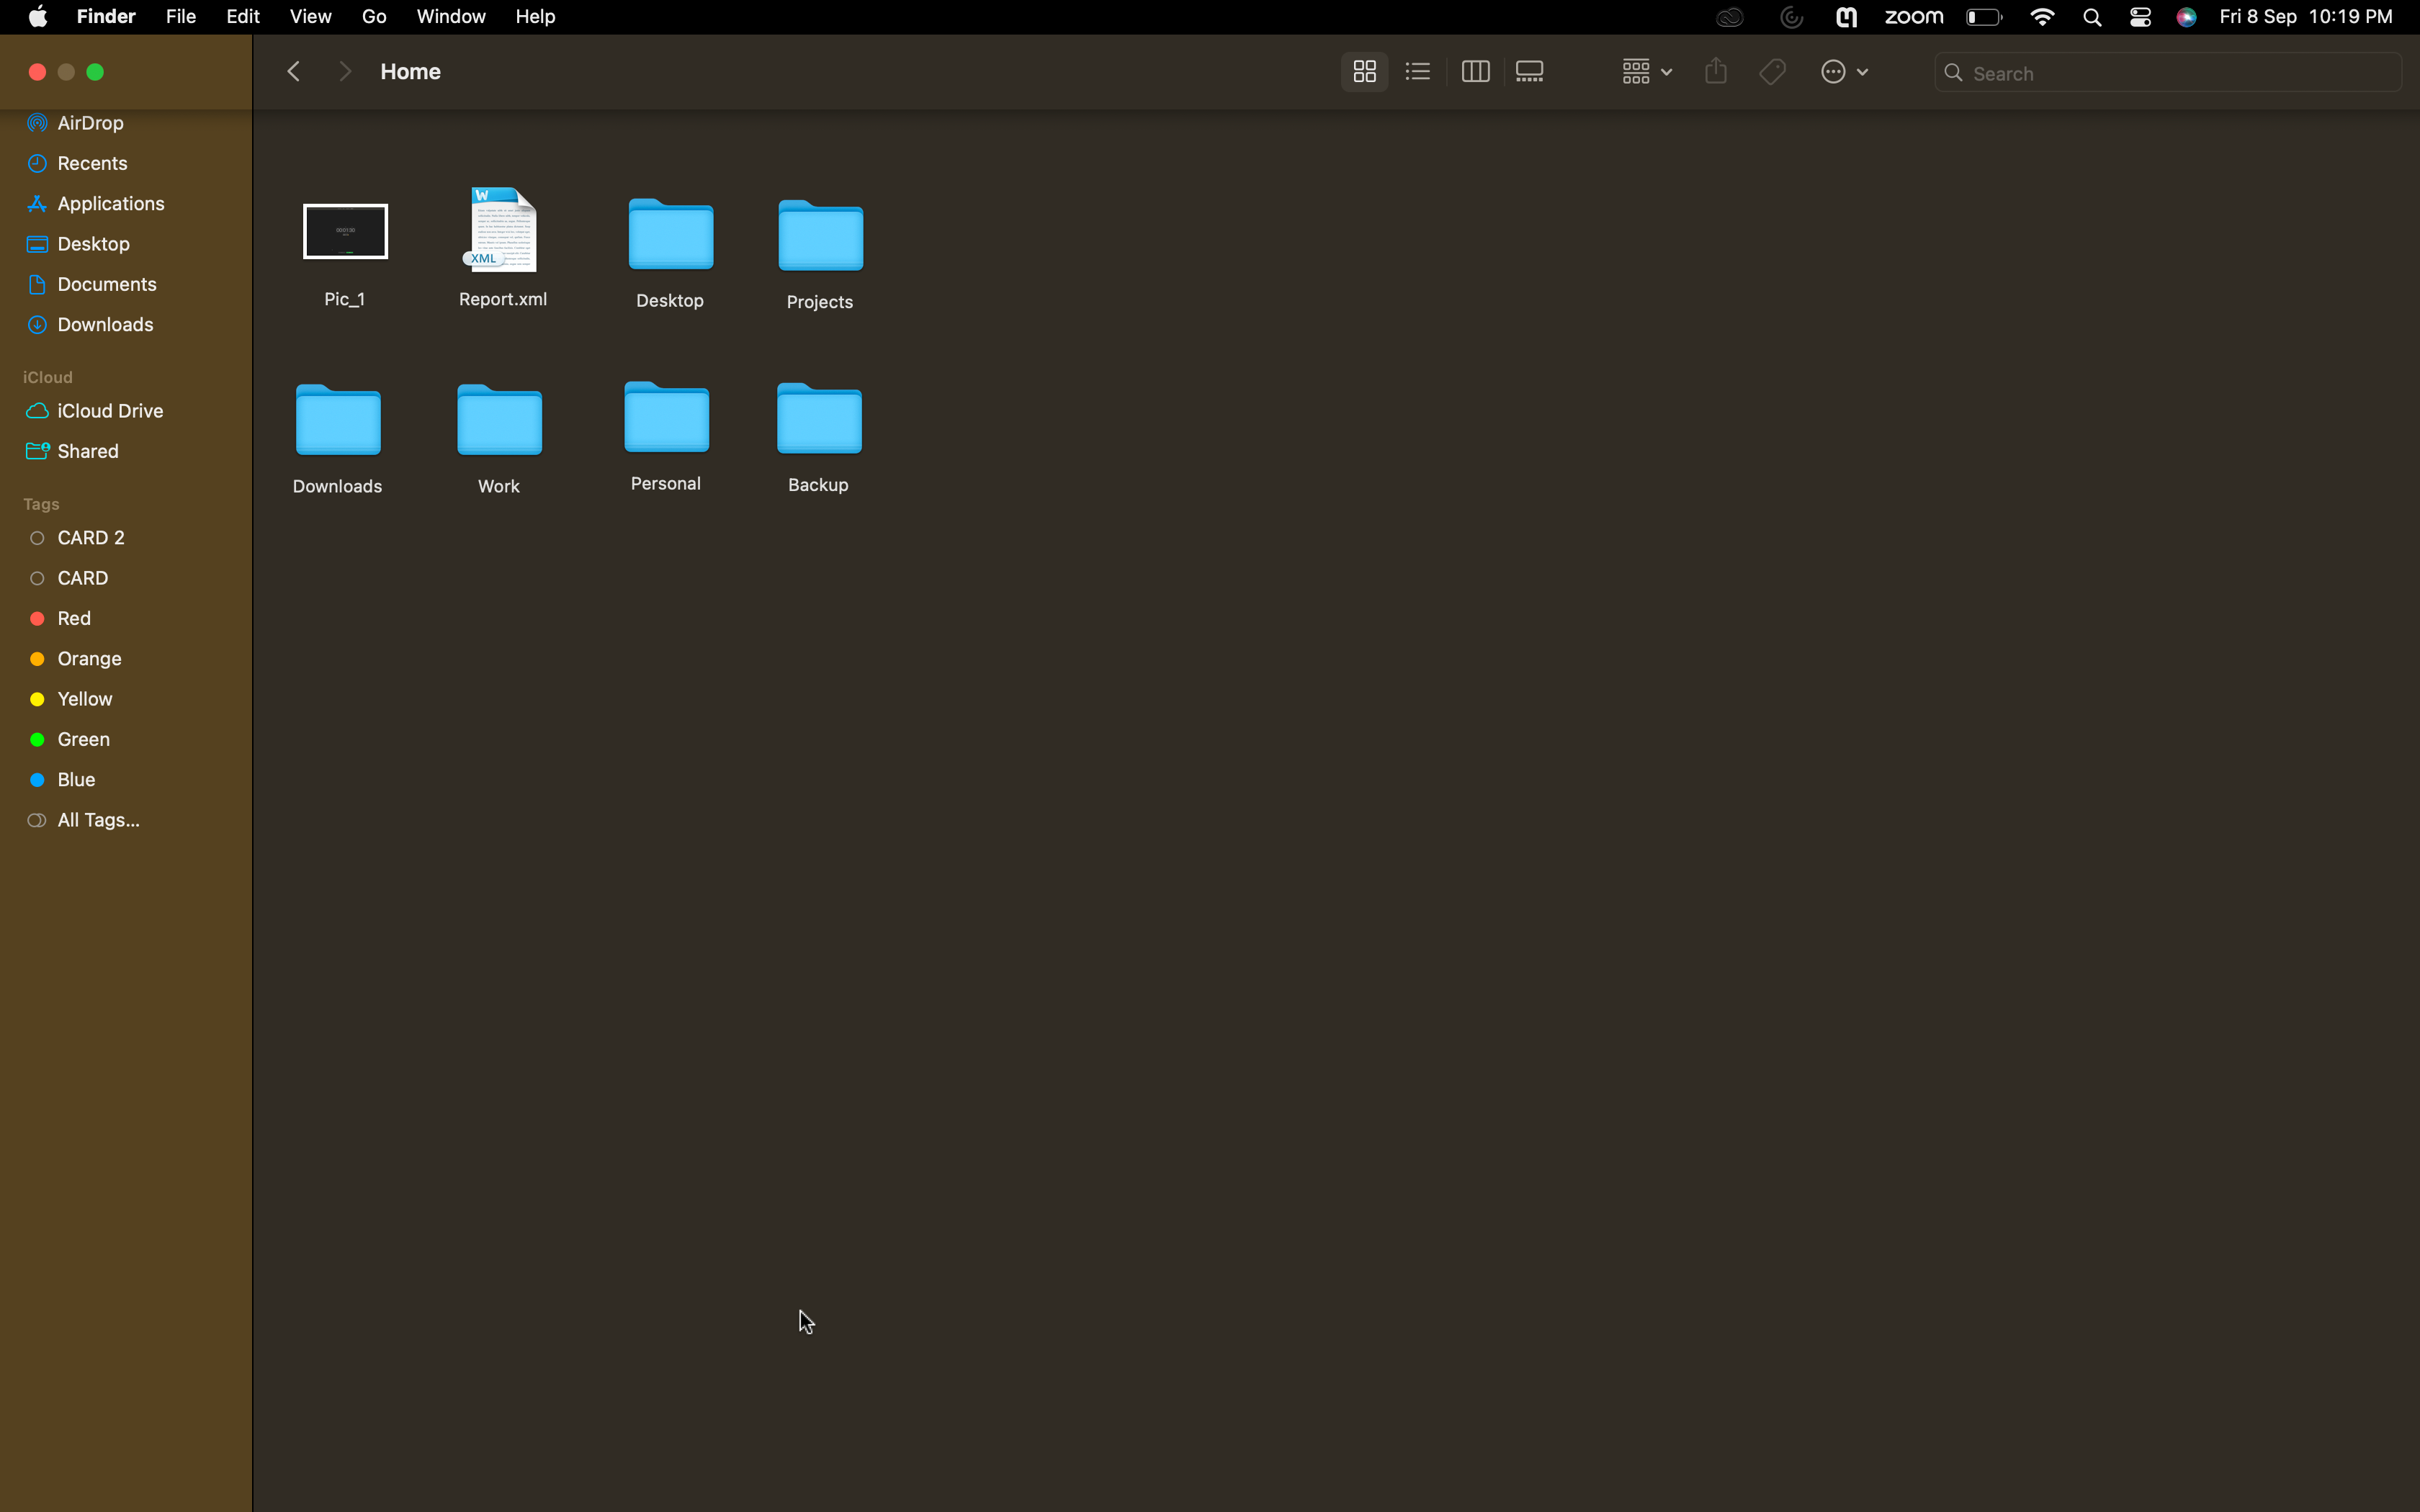 Finder File Edit View Go Window Help zoom Fri 8 Sep 10:19 PM
Home
Search
AirDrop
Recents
Applications
Desktop
Documents
Downloads
iCloud
iCloud Drive
Shared
Tags
CARD 2
CARD
Red
Orange
Yellow
Green
Blue
All Tags...
W
XML
Pic_1 Report.xml Desktop Projects
Downloads Work Personal Backup